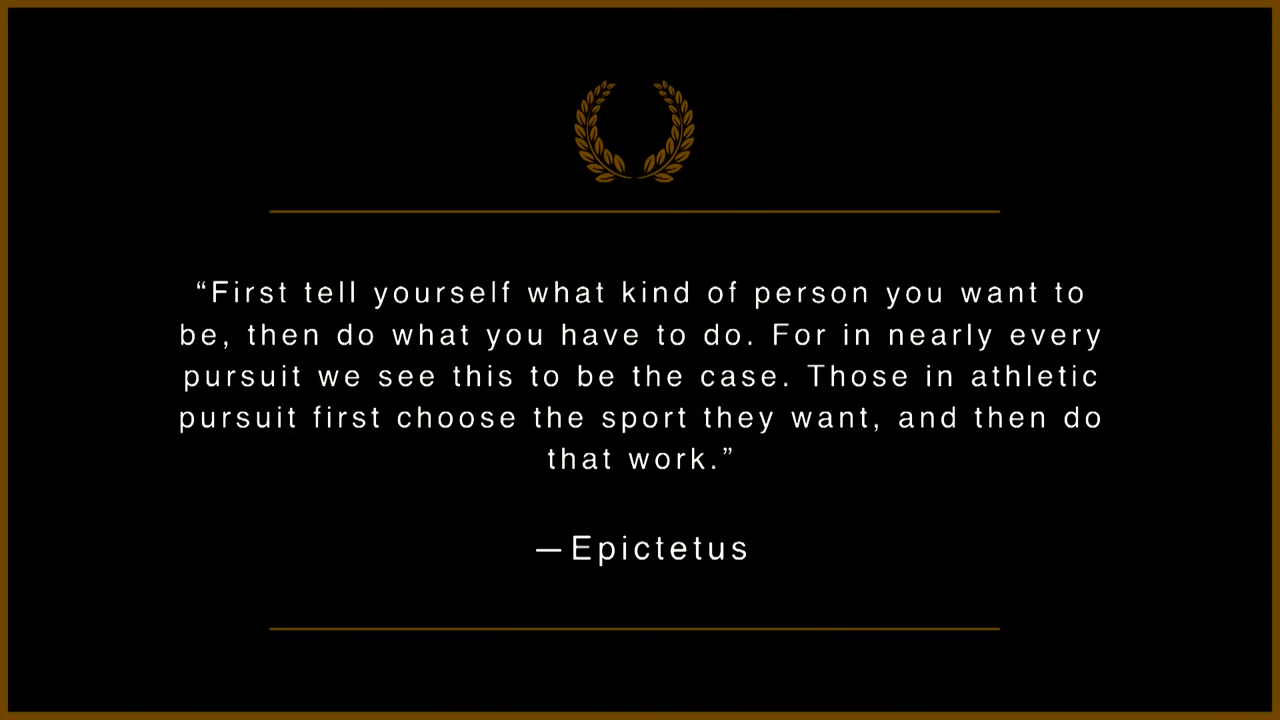 “First tell yourself what kind of person you want to
be, then do what you have to do. For in nearly every
pursuit we see this to be the case. Those in athletic
pursuit first choose the sport they want, and then do
that work.”
—Epictetus